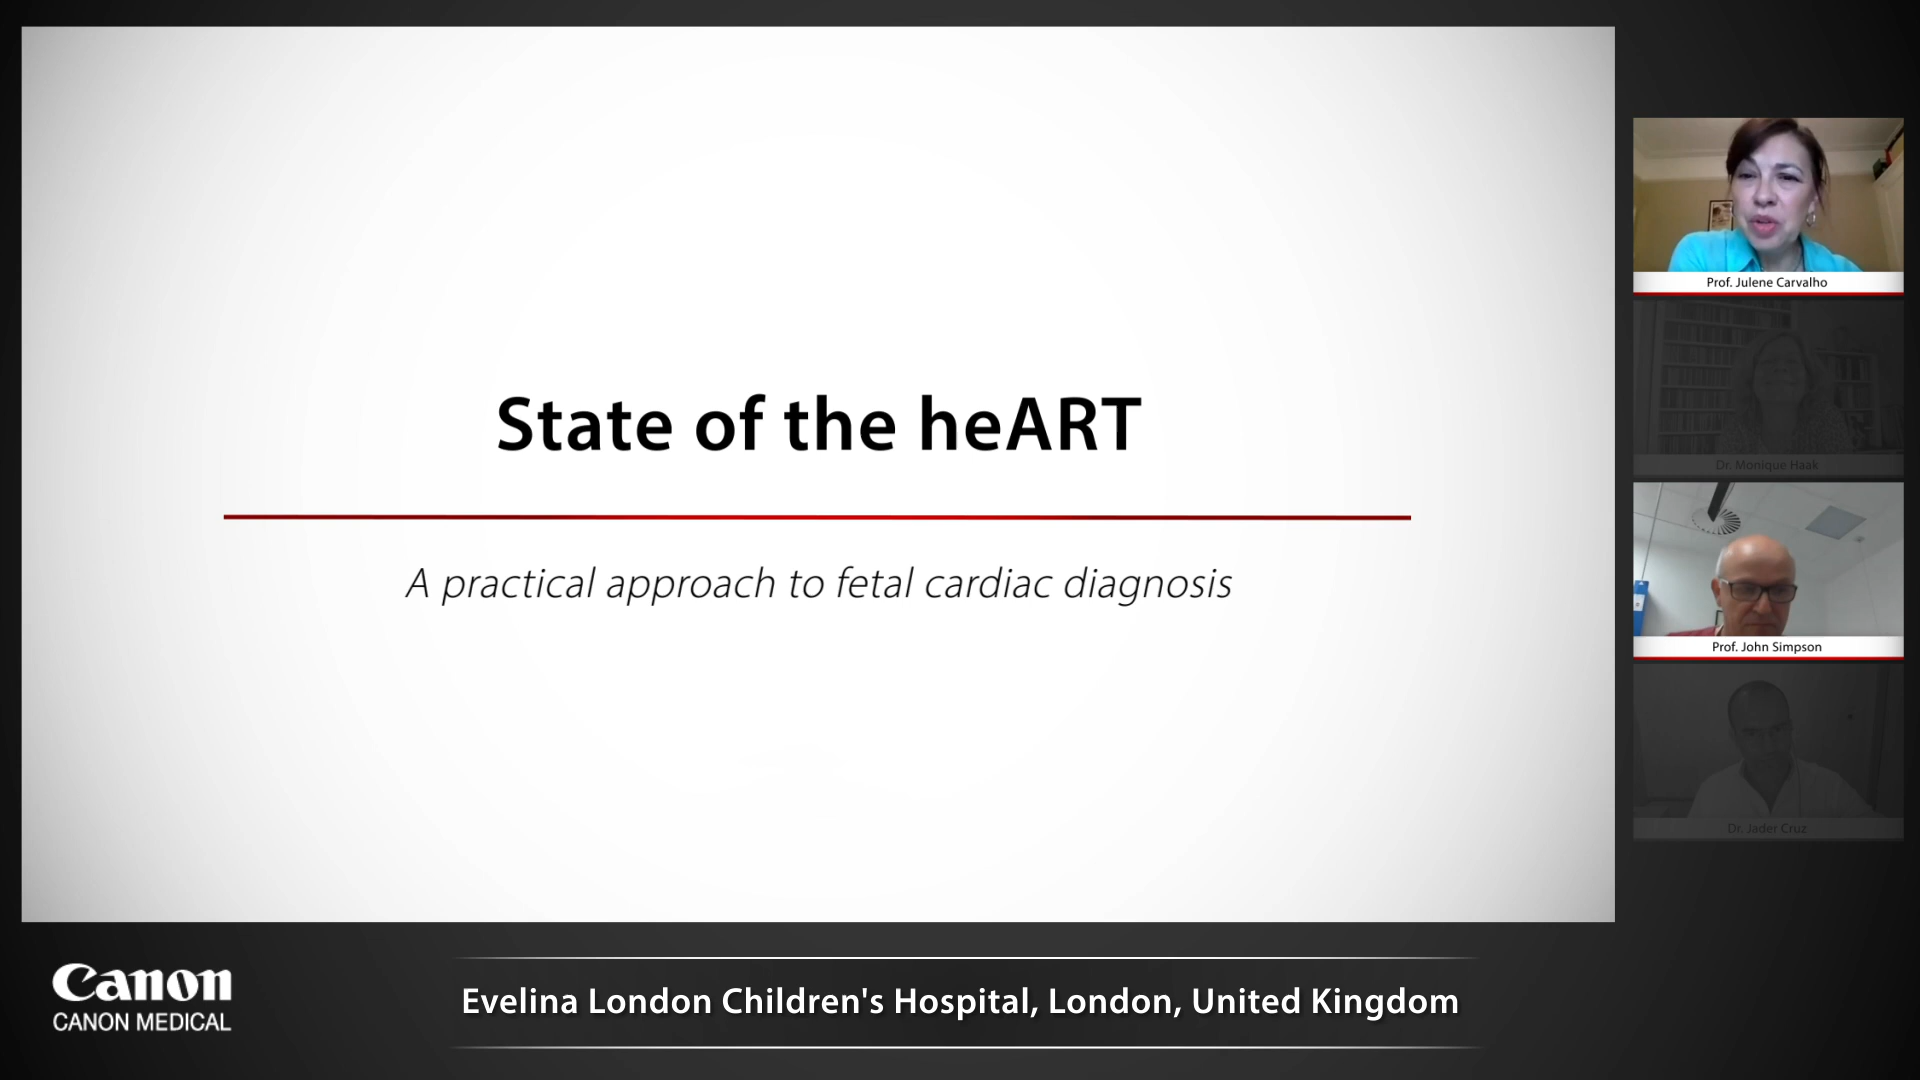 State of the heART
A practical approach to fetal cardiac diagnosis
Prof. Julene Carvalho
Dr. Monique Haak
Prof. John Simpson
Dr. Jader Cruz
Canon
CANON MEDICAL
Evelina London Children's Hospital, London, United Kingdom